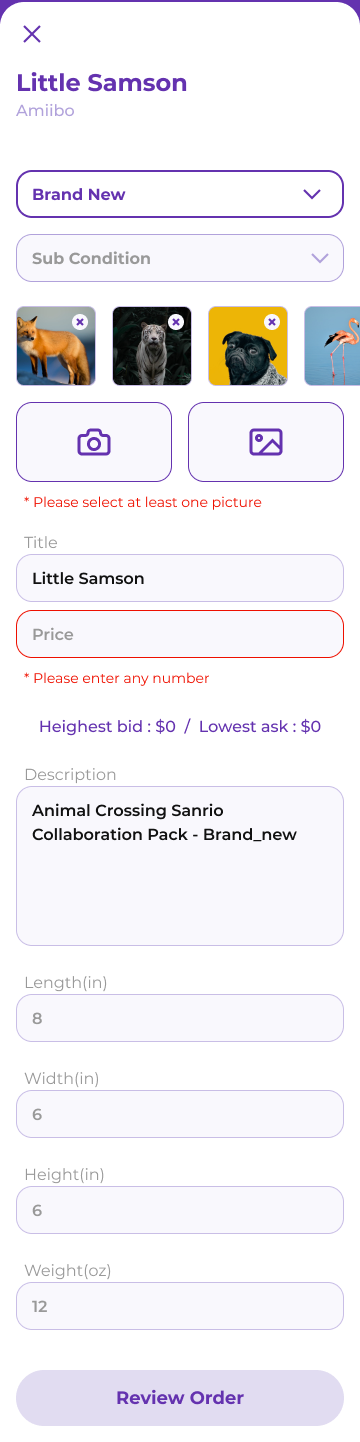 Little Samson
Amiibo
Brand New
Sub Condition
* Please select at least one picture
Title
Little Samson
Price
* Please enter any number
Heighest bid : $0 / Lowest ask : $0
Description
Animal Crossing Sanrio
Collaboration Pack - Brand_new
Length(in)
8
Width(in)
6
Height(in)
6
Weight(oz)
12
Review Order